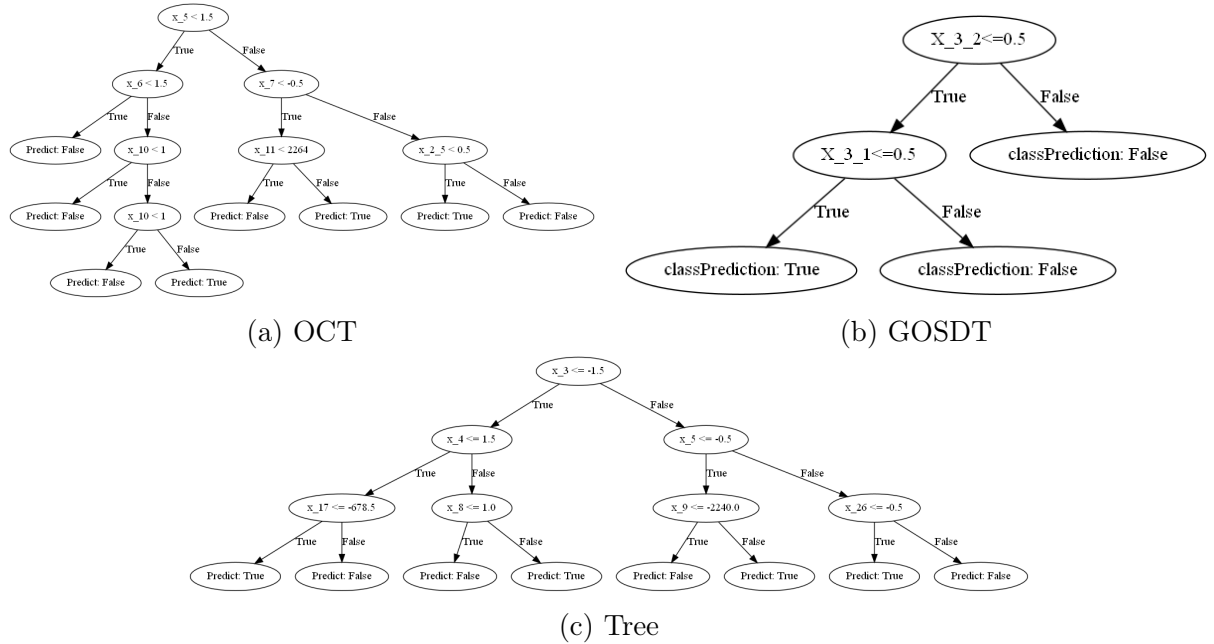 x_5 < 1.5
True False
x_6 < 1.5 x_7 < -0.5
True False True False
Predict: False x_10 < 1 x_11 < 2264 x_2_5 < 0.5
True False True False True False
Predict: False x_10 < 1 Predict: False Predict: True Predict: True Predict: False
True False
Predict: False Predict: True
(a) OCT
X_3_2<=0.5
True False
X_3_1<=0.5 classPrediction: False
True False
classPrediction: True classPrediction: False
(b) GOSDT
x_3 <= -1.5
True False
x_4 <= 1.5 x_5 <= -0.5
True False True False
x_17 <= -678.5 x_8 <= 1.0 x_9 <= -2240.0 x_26 <= -0.5
True False True False True False True False
Predict: True Predict: False Predict: False Predict: True Predict: False Predict: True Predict: True Predict: False
(c) Tree